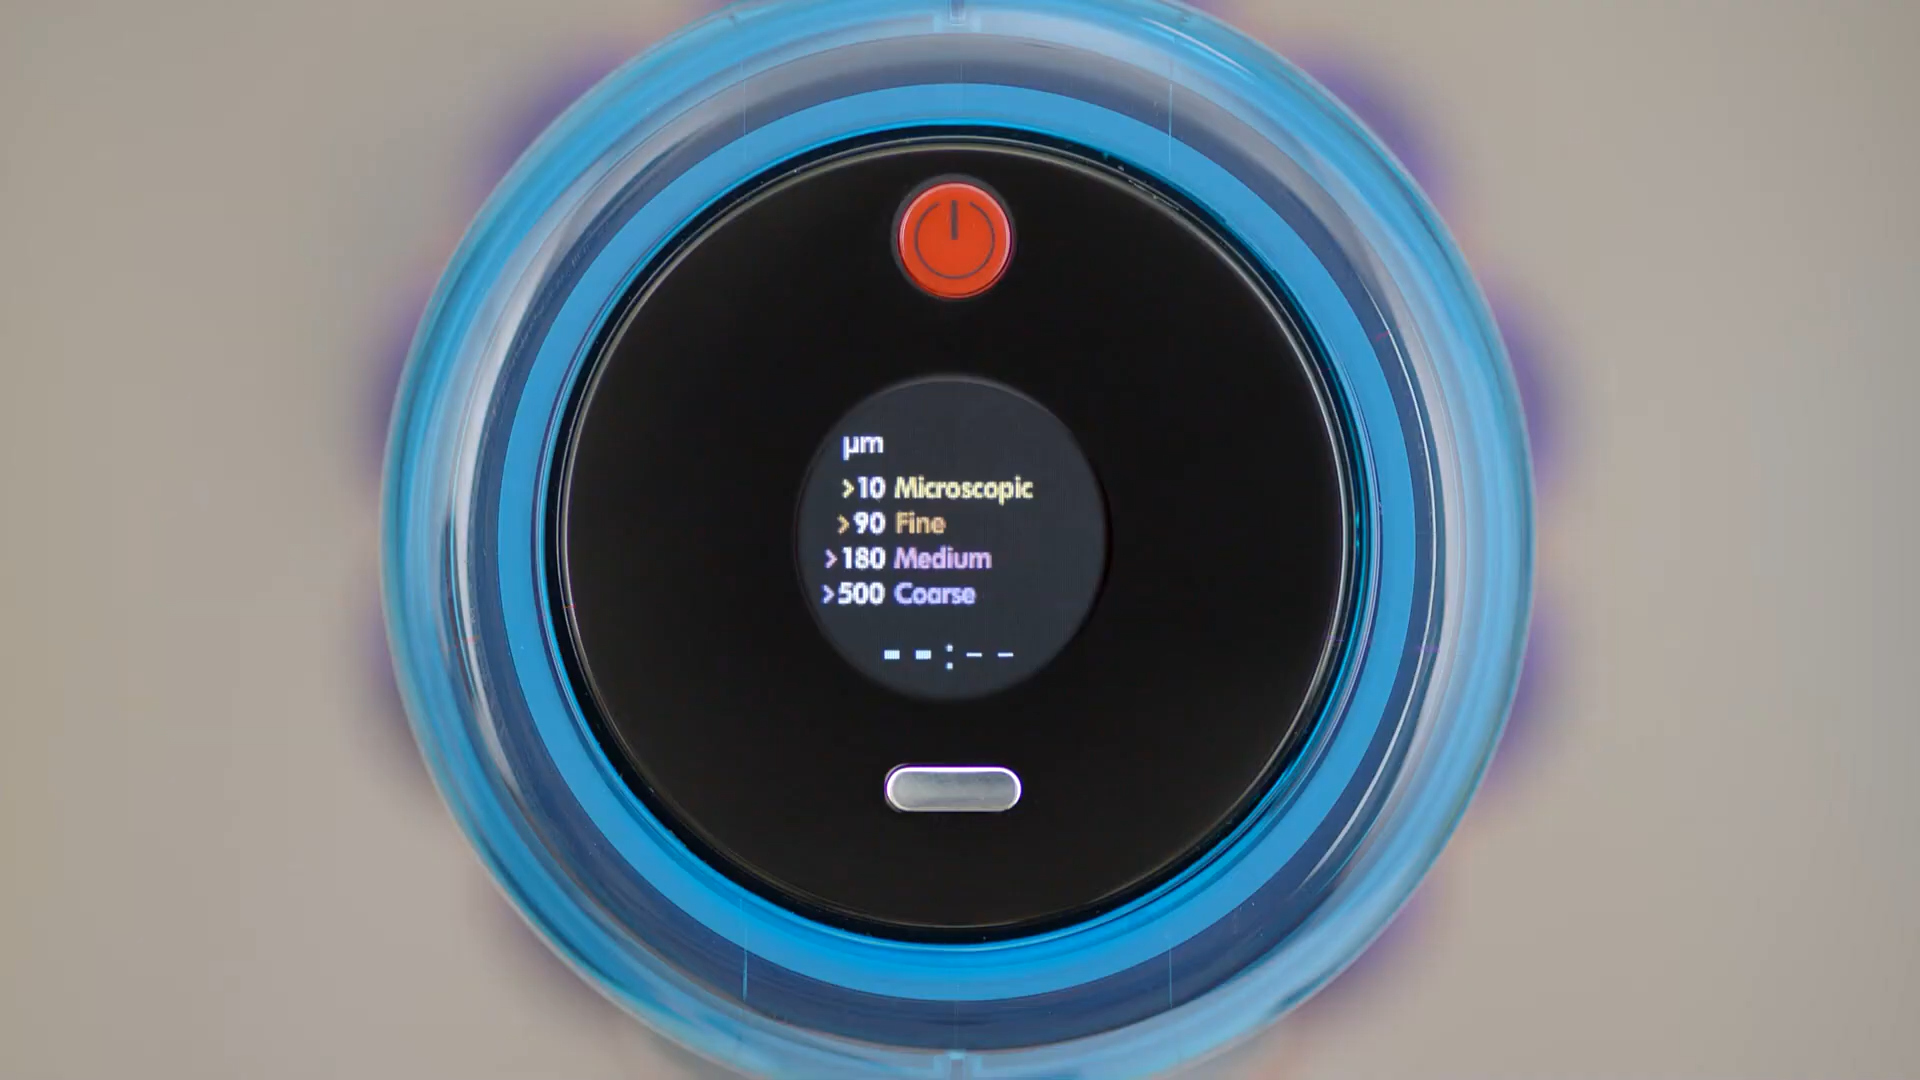 µm
>10 Microscopic
>90 Fine
>180 Medium
>500 Coarse
--:--